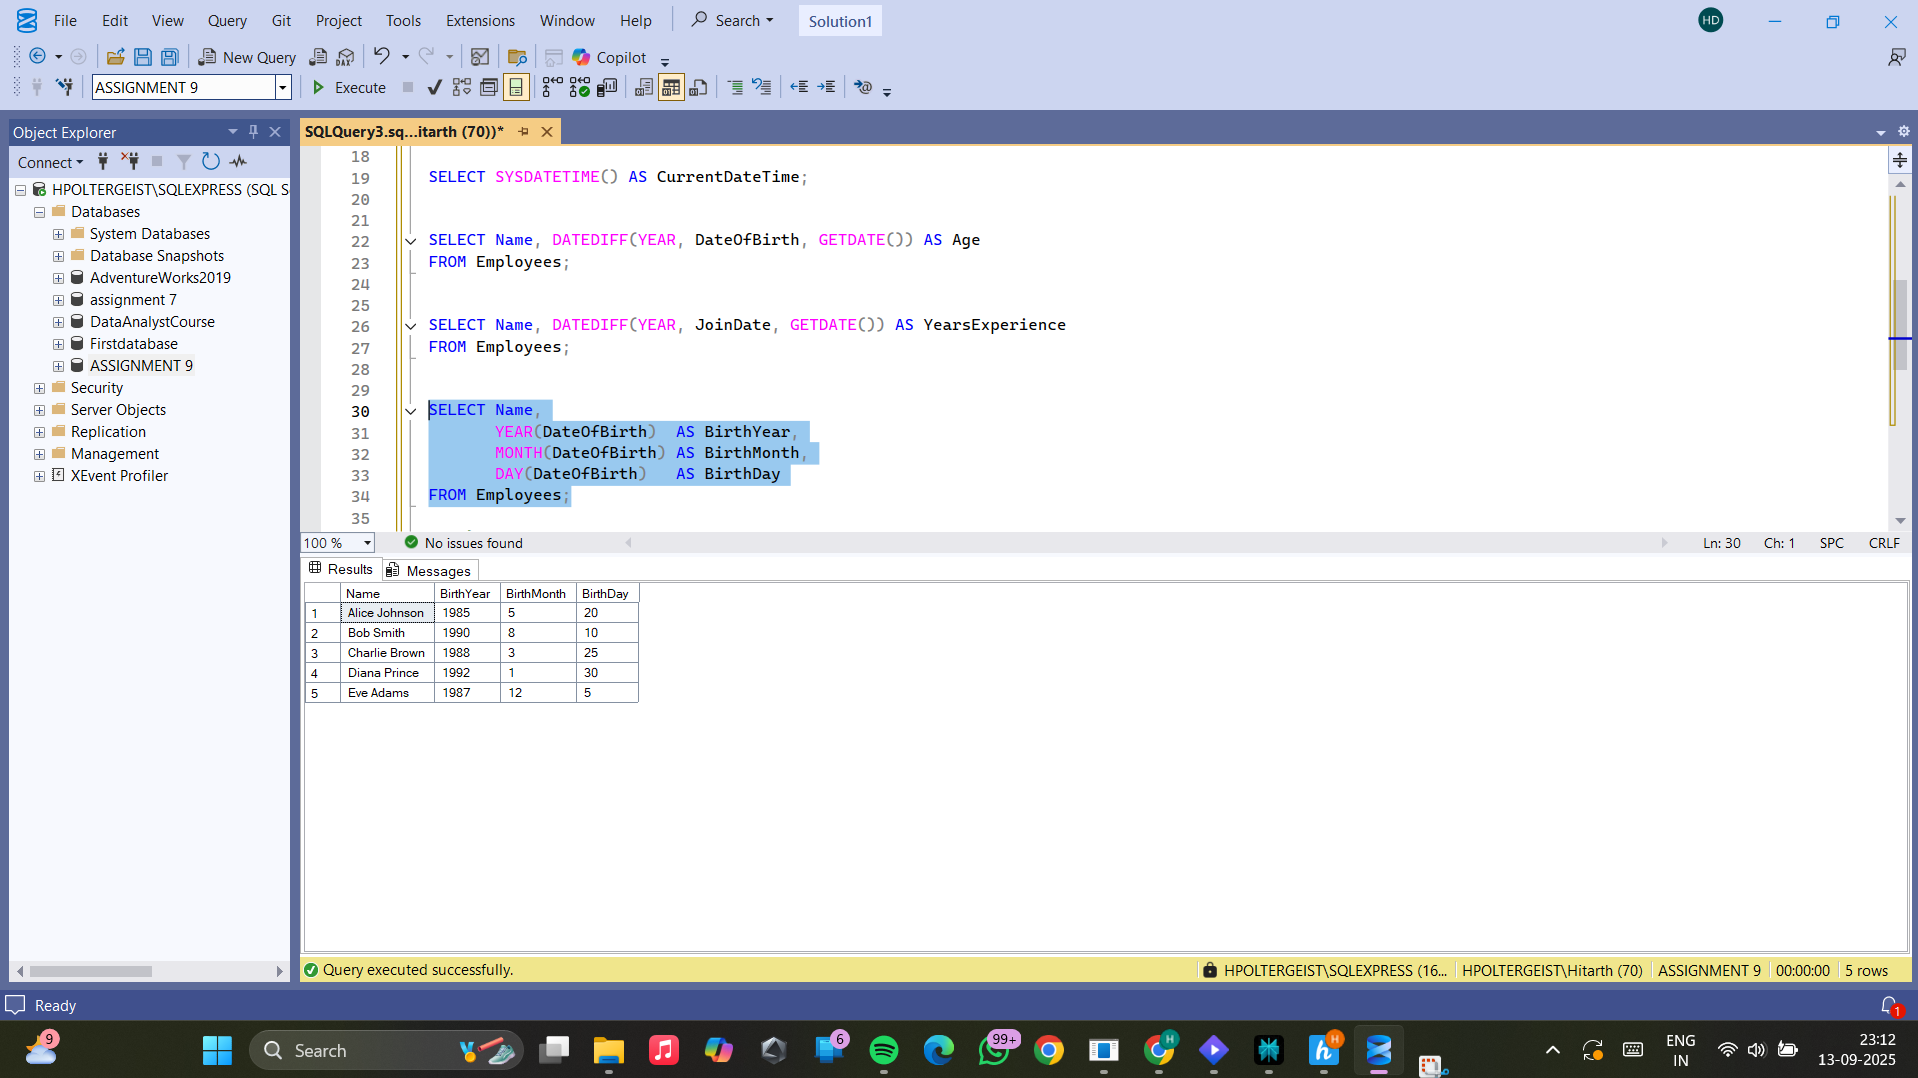 File Edit View Query Git Project Tools Extensions Window Help Search Solution1 HD
New Query DAX Copilot
ASSIGNMENT 9 Execute
Object Explorer
Connect
HPOLTERGEIST\SQLEXPRESS (SQL S
Databases
System Databases
Database Snapshots
AdventureWorks2019
assignment 7
DataAnalystCourse
Firstdatabase
ASSIGNMENT 9
Security
Server Objects
Replication
Management
XEvent Profiler
SQLQuery3.sq...itarth (70))*
18
19 SELECT SYSDATETIME() AS CurrentDateTime;
20
21
22 SELECT Name, DATEDIFF(YEAR, DateOfBirth, GETDATE()) AS Age
23 FROM Employees;
24
25
26 SELECT Name, DATEDIFF(YEAR, JoinDate, GETDATE()) AS YearsExperience
27 FROM Employees;
28
29
30 SELECT Name,
31 YEAR(DateOfBirth) AS BirthYear,
32 MONTH(DateOfBirth) AS BirthMonth,
33 DAY(DateOfBirth) AS BirthDay
34 FROM Employees;
35
100 % No issues found Ln: 30 Ch: 1 SPC CRLF
Results Messages
Name BirthYear BirthMonth BirthDay
1 Alice Johnson 1985 5 20
2 Bob Smith 1990 8 10
3 Charlie Brown 1988 3 25
4 Diana Prince 1992 1 30
5 Eve Adams 1987 12 5
Query executed successfully. HPOLTERGEIST\SQLEXPRESS (16... HPOLTERGEIST\Hitarth (70) ASSIGNMENT 9 00:00:00 5 rows
Ready 1
9 Search 6 99+ H H ENG 23:12
IN 13-09-2025